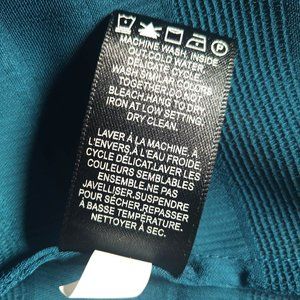 MACHINE WASH, INSIDE
OUT, COLD WATER,
DELICATE CYCLE.
WASH SIMILAR COLORS
TOGETHER. DO NOT
BLEACH. HANG TO DRY.
IRON AT LOW SETTING.
DRY CLEAN.
LAVER À LA MACHINE, À
L'ENVERS, À L'EAU FROIDE,
CYCLE DÉLICAT. LAVER LES
COULEURS SEMBLABLES
ENSEMBLE. NE PAS
JAVELLISER. SUSPENDRE
POUR SÉCHER. REPASSER
À BASSE TEMPÉRATURE.
NETTOYER À SEC.